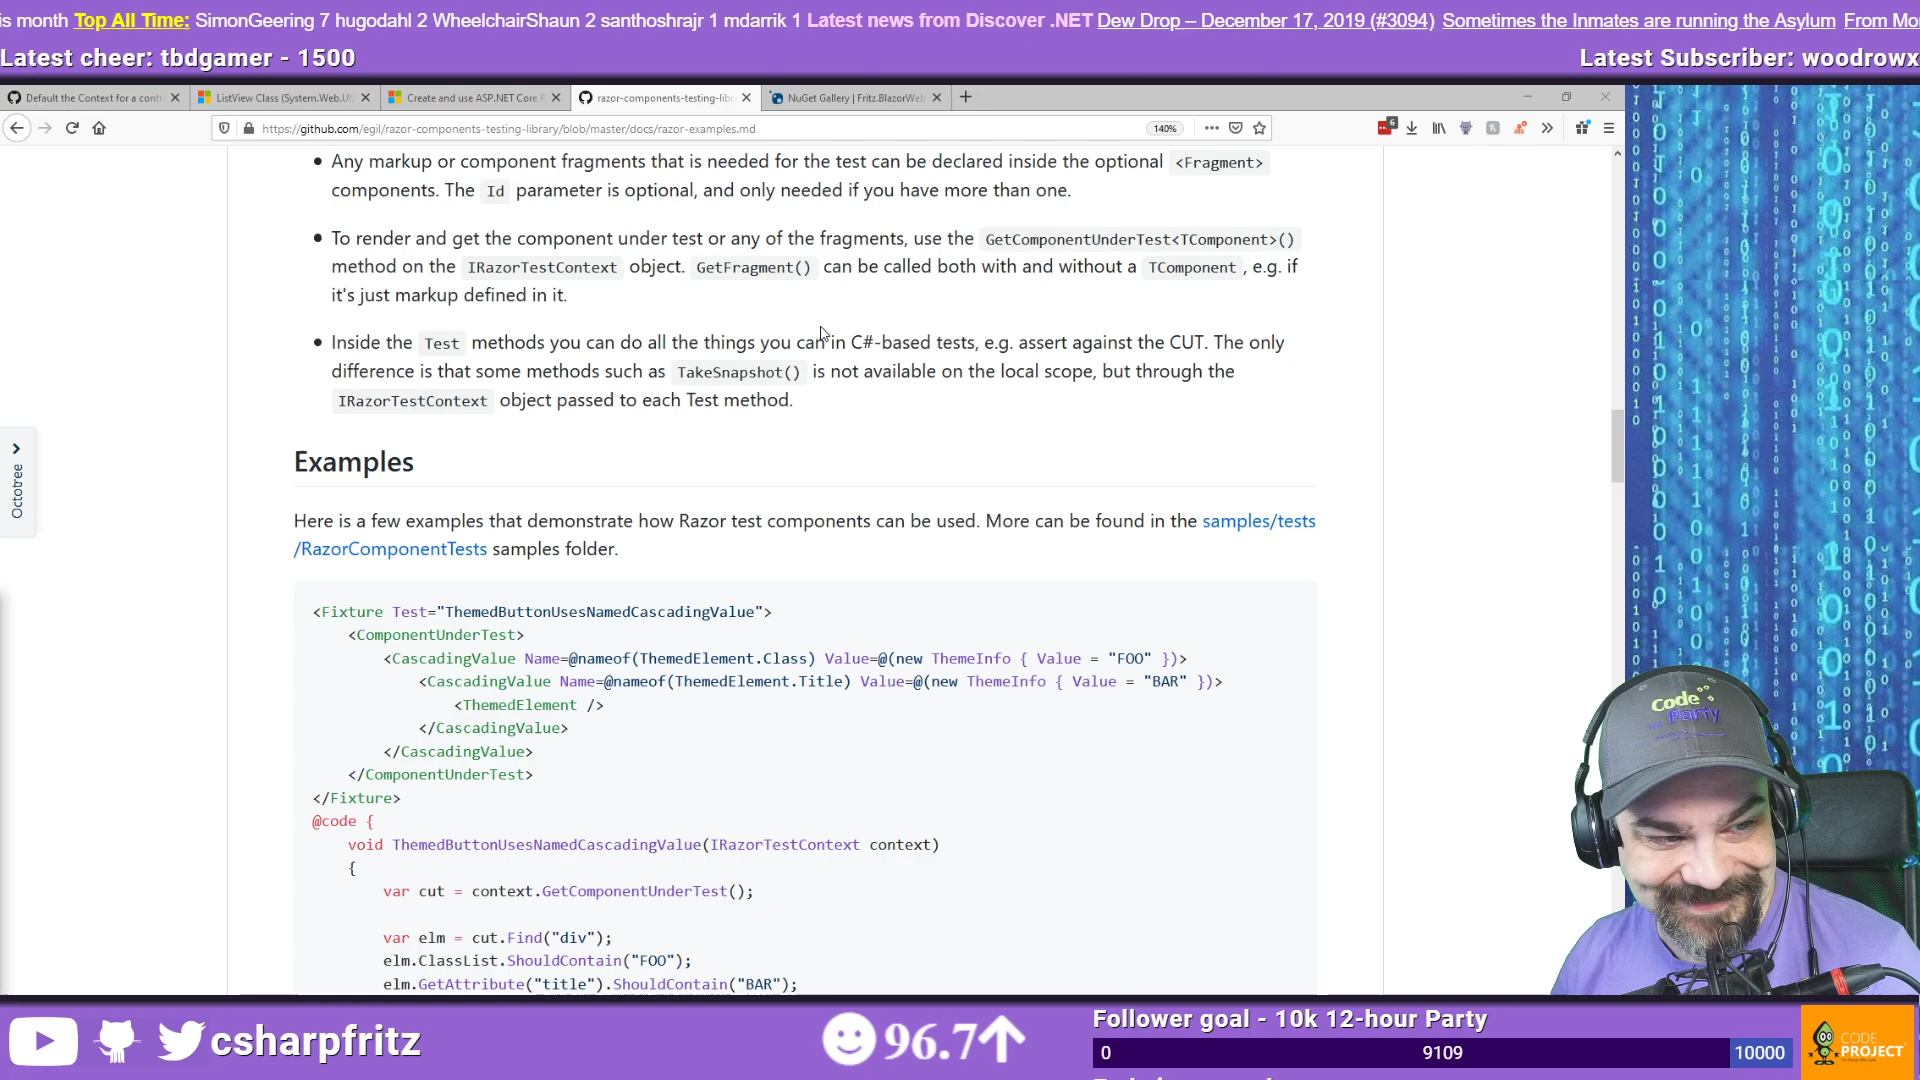 is month Top All Time: SimonGeering 7 hugodahl 2 WheelchairShaun 2 santhoshrajr 1 mdarrik 1 Latest news from Discover .NET Dew Drop – December 17, 2019 (#3094) Sometimes the Inmates are running the Asylum From Mo
Latest cheer: tbdgamer - 1500
Latest Subscriber: woodrowx
Default the Context for a cont
ListView Class (System.Web.UI
Create and use ASP.NET Core R
razor-components-testing-libr
NuGet Gallery | Fritz.BlazorWeb
https://github.com/egil/razor-components-testing-library/blob/master/docs/razor-examples.md
140%
6
Any markup or component fragments that is needed for the test can be declared inside the optional <Fragment>
components. The Id parameter is optional, and only needed if you have more than one.
To render and get the component under test or any of the fragments, use the GetComponentUnderTest<TComponent>()
method on the IRazorTestContext object. GetFragment() can be called both with and without a TComponent , e.g. if
it's just markup defined in it.
Inside the Test methods you can do all the things you can in C#-based tests, e.g. assert against the CUT. The only
difference is that some methods such as TakeSnapshot() is not available on the local scope, but through the
IRazorTestContext object passed to each Test method.
Octotree
Examples
Here is a few examples that demonstrate how Razor test components can be used. More can be found in the samples/tests
/RazorComponentTests samples folder.
<Fixture Test="ThemedButtonUsesNamedCascadingValue">
<ComponentUnderTest>
<CascadingValue Name=@nameof(ThemedElement.Class) Value=@(new ThemeInfo { Value = "FOO" })>
<CascadingValue Name=@nameof(ThemedElement.Title) Value=@(new ThemeInfo { Value = "BAR" })>
<ThemedElement />
</CascadingValue>
</CascadingValue>
</ComponentUnderTest>
</Fixture>
@code {
void ThemedButtonUsesNamedCascadingValue(IRazorTestContext context)
{
var cut = context.GetComponentUnderTest();
var elm = cut.Find("div");
elm.ClassList.ShouldContain("FOO");
elm.GetAttribute("title").ShouldContain("BAR");
Code
Party
csharpfritz
96.7
Follower goal - 10k 12-hour Party
0
9109
10000
CODE
PROJECT